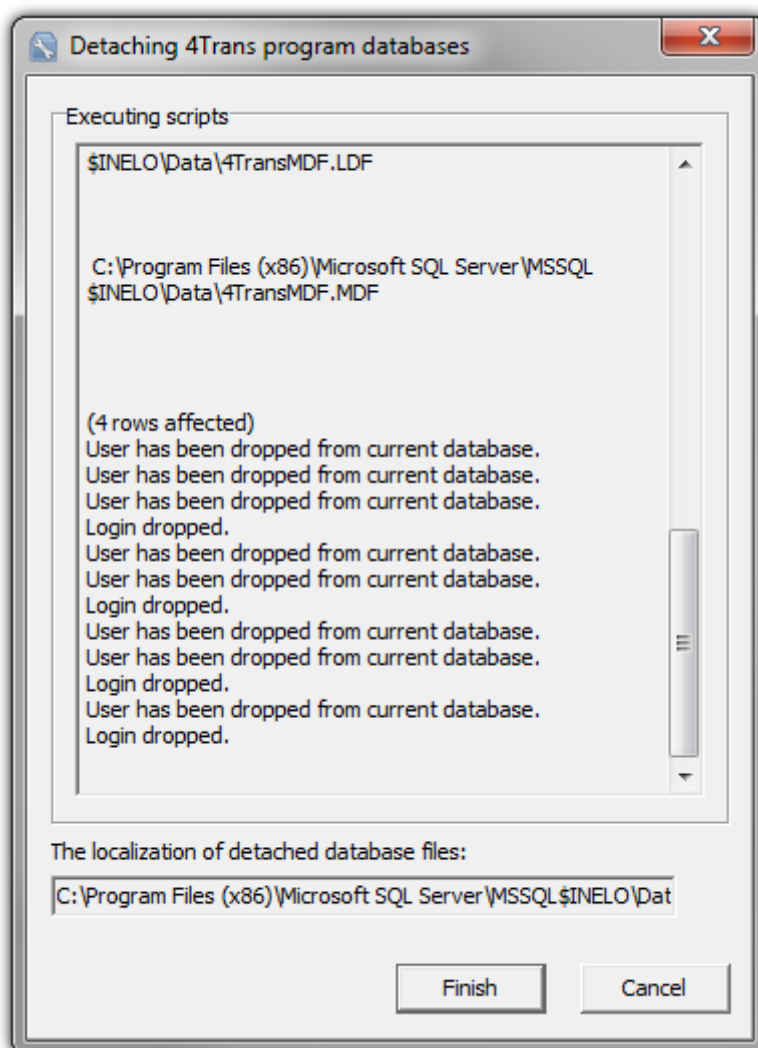 Detaching 4Trans program databases
Executing scripts
$INELO\Data\4TransMDF.LDF
C:\Program Files (x86)\Microsoft SQL Server\MSSQL
$INELO\Data\4TransMDF.MDF
(4 rows affected)
User has been dropped from current database.
User has been dropped from current database.
User has been dropped from current database.
Login dropped.
User has been dropped from current database.
User has been dropped from current database.
Login dropped.
User has been dropped from current database.
User has been dropped from current database.
Login dropped.
User has been dropped from current database.
Login dropped.
The localization of detached database files:
C:\Program Files (x86)\Microsoft SQL Server\MSSQL$INELO\Dat
Finish
Cancel